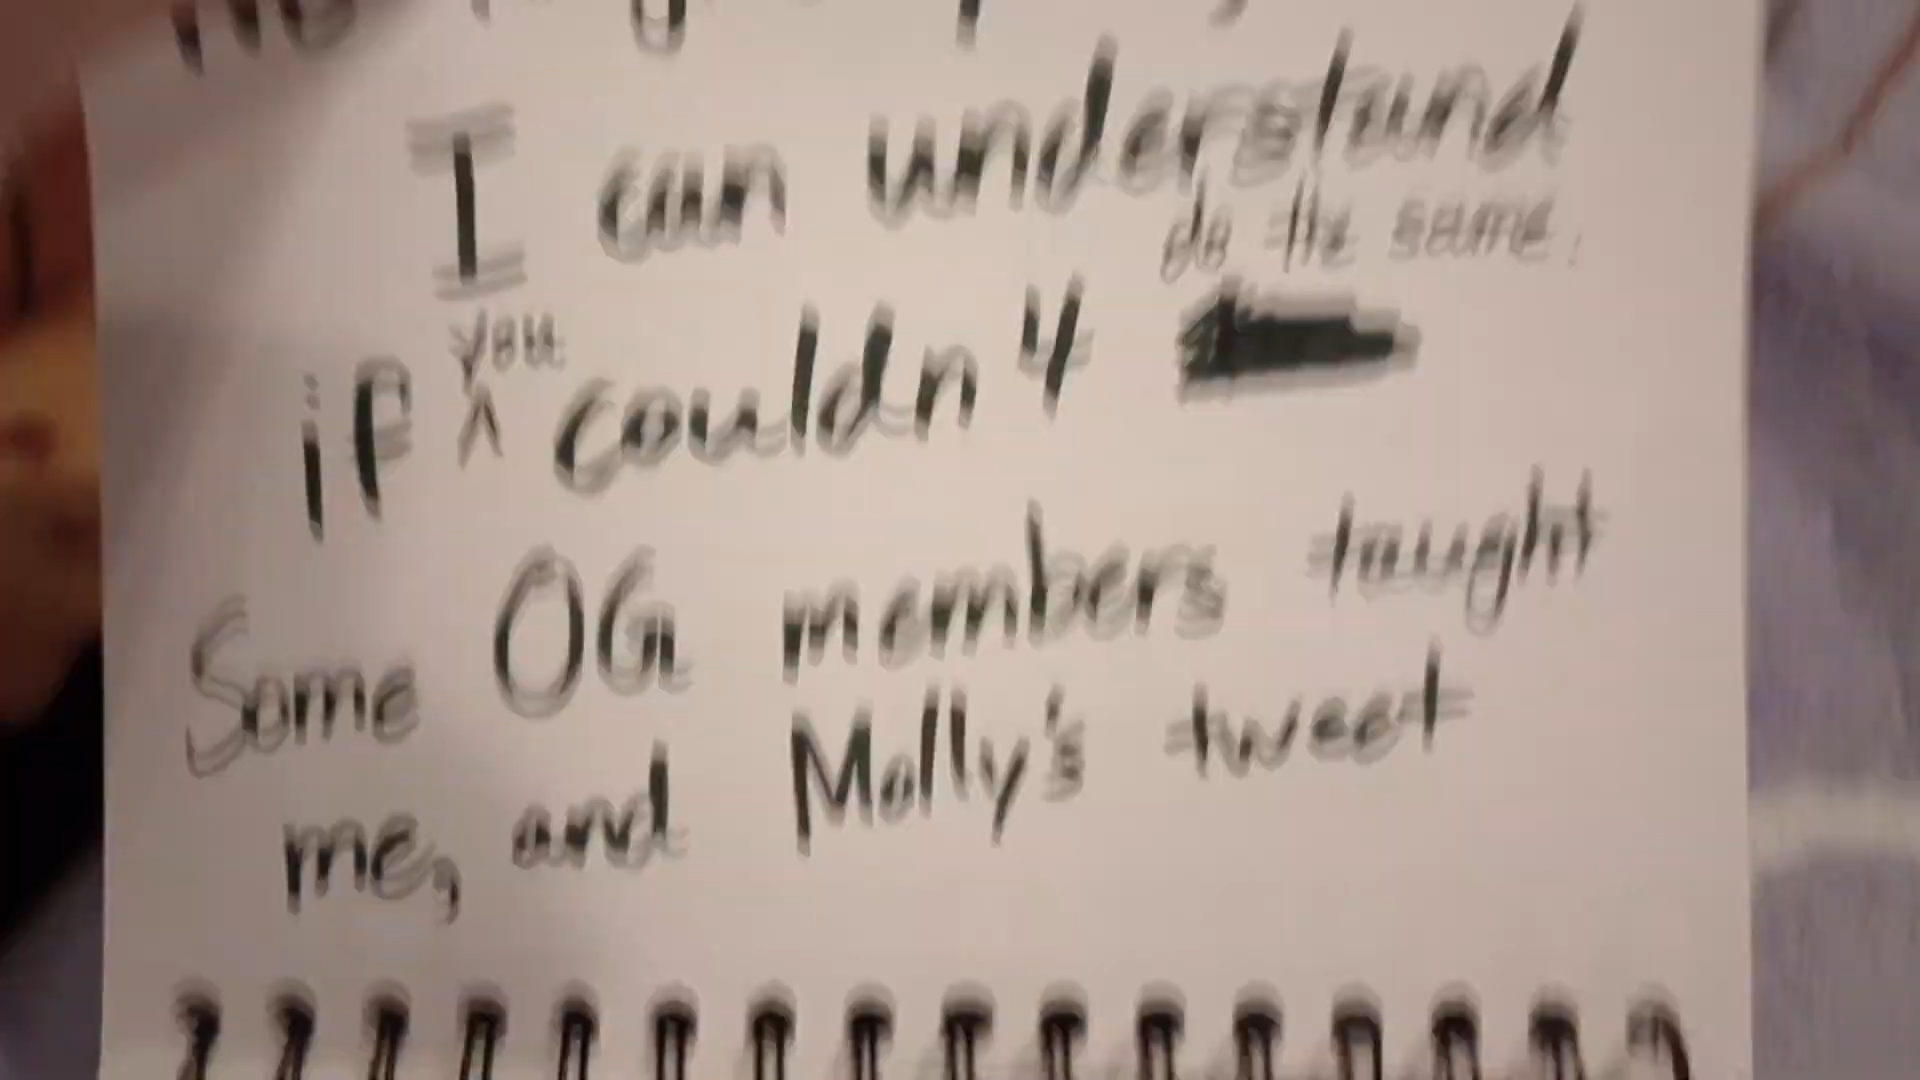 I can understand
if you couldn't do the same.
Some OG members taught
me, and Molly's tweet